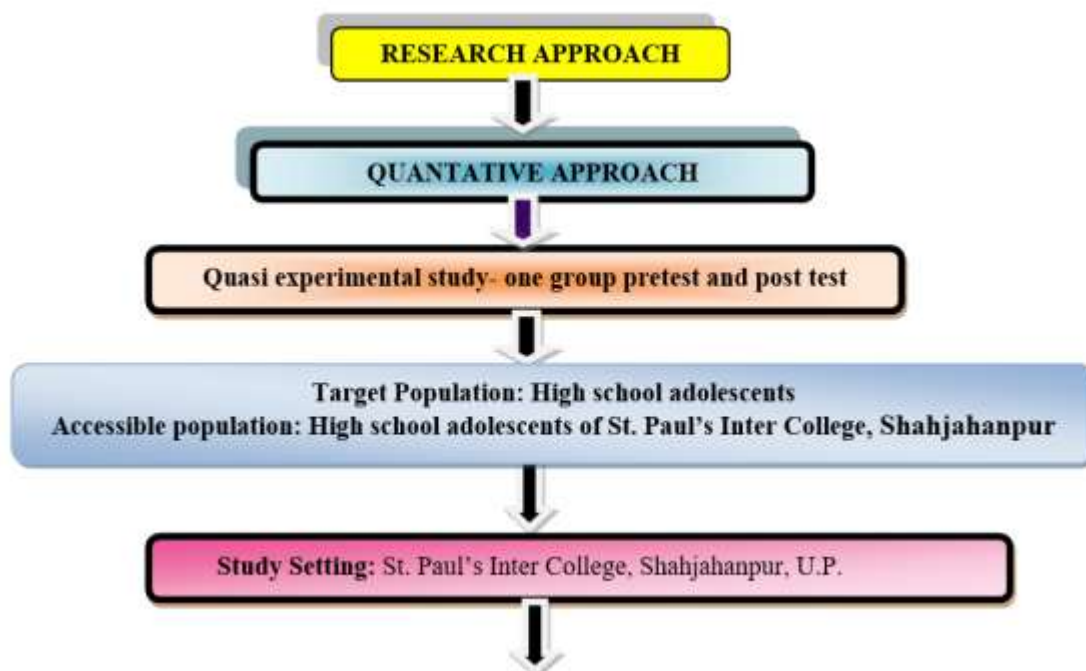 RESEARCH APPROACH
QUANTATIVE APPROACH
Quasi experimental study- one group pretest and post test
Target Population: High school adolescents
Accessible population: High school adolescents of St. Paul's Inter College, Shahjahanpur
Study Setting: St. Paul's Inter College, Shahjahanpur, U.P.